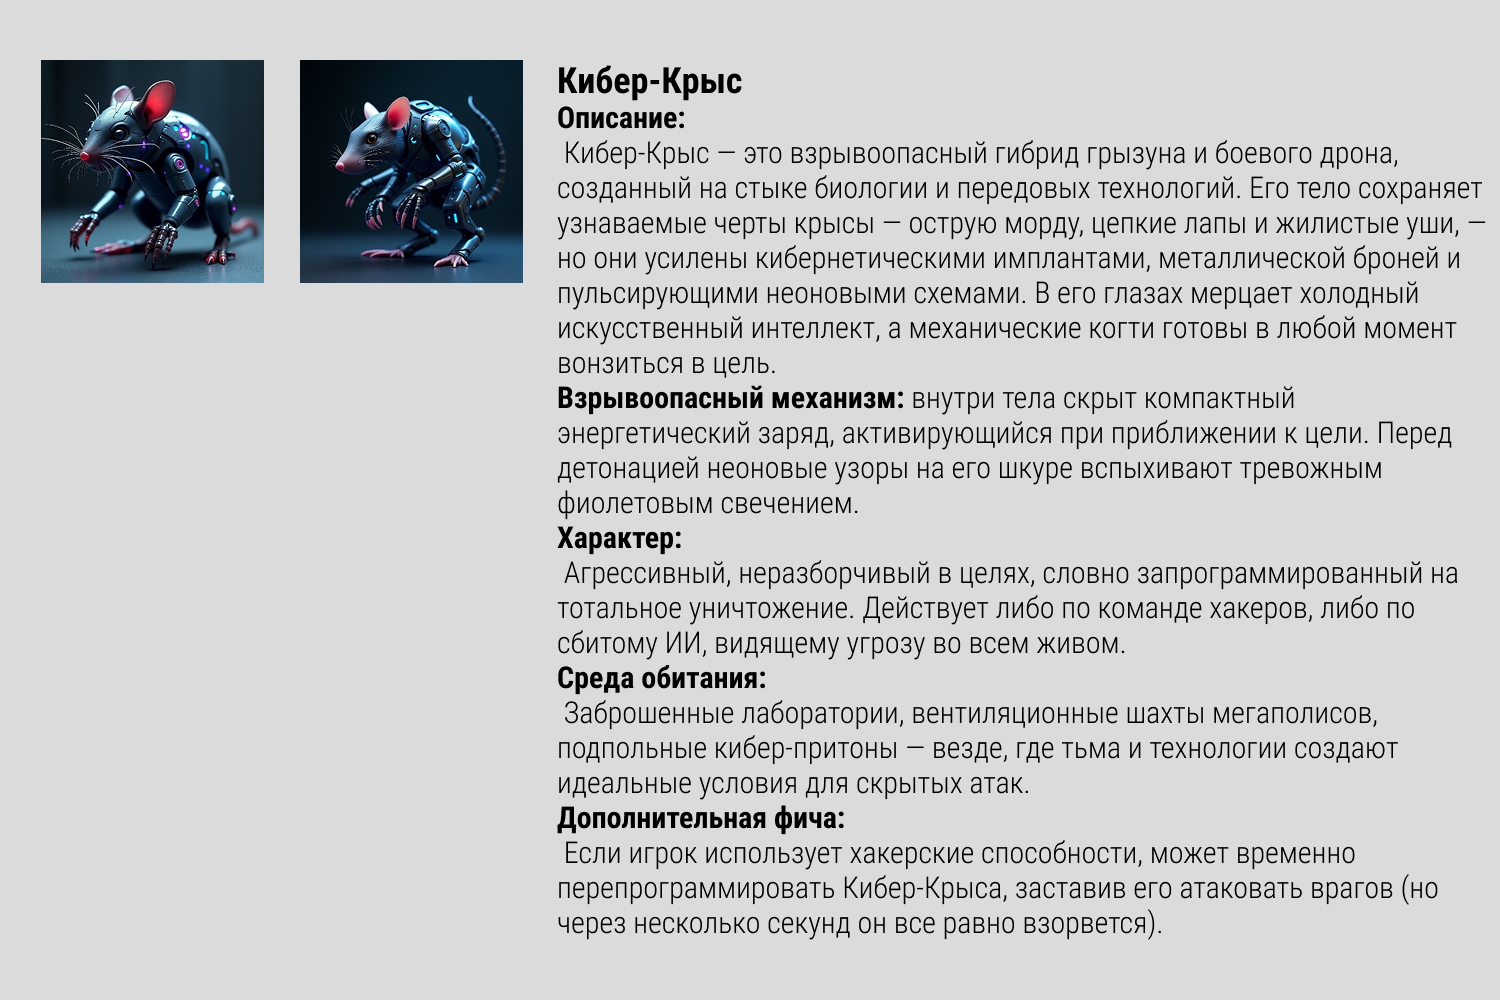 Кибер-Крыс
Описание:
Кибер-Крыс — это взрывоопасный гибрид грызуна и боевого дрона,
созданный на стыке биологии и передовых технологий. Его тело сохраняет
узнаваемые черты крысы — острую морду, цепкие лапы и жилистые уши, —
но они усилены кибернетическими имплантами, металлической броней и
пульсирующими неоновыми схемами. В его глазах мерцает холодный
искусственный интеллект, а механические когти готовы в любой момент
вонзиться в цель.
Взрывоопасный механизм: внутри тела скрыт компактный
энергетический заряд, активирующийся при приближении к цели. Перед
детонацией неоновые узоры на его шкуре вспыхивают тревожным
фиолетовым свечением.
Характер:
Агрессивный, неразборчивый в целях, словно запрограммированный на
тотальное уничтожение. Действует либо по команде хакеров, либо по
сбитому ИИ, видящему угрозу во всем живом.
Среда обитания:
Заброшенные лаборатории, вентиляционные шахты мегаполисов,
подпольные кибер-притоны — везде, где тьма и технологии создают
идеальные условия для скрытых атак.
Дополнительная фича:
Если игрок использует хакерские способности, может временно
перепрограммировать Кибер-Крыса, заставив его атаковать врагов (но
через несколько секунд он все равно взорвется).